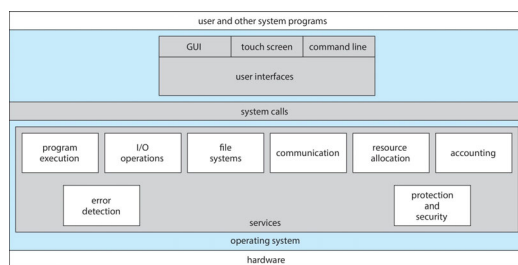 user and other system programs
GUI touch screen command line
user interfaces
system calls
program execution
I/O operations
file systems
communication
resource allocation
accounting
error detection
protection and security
services
operating system
hardware